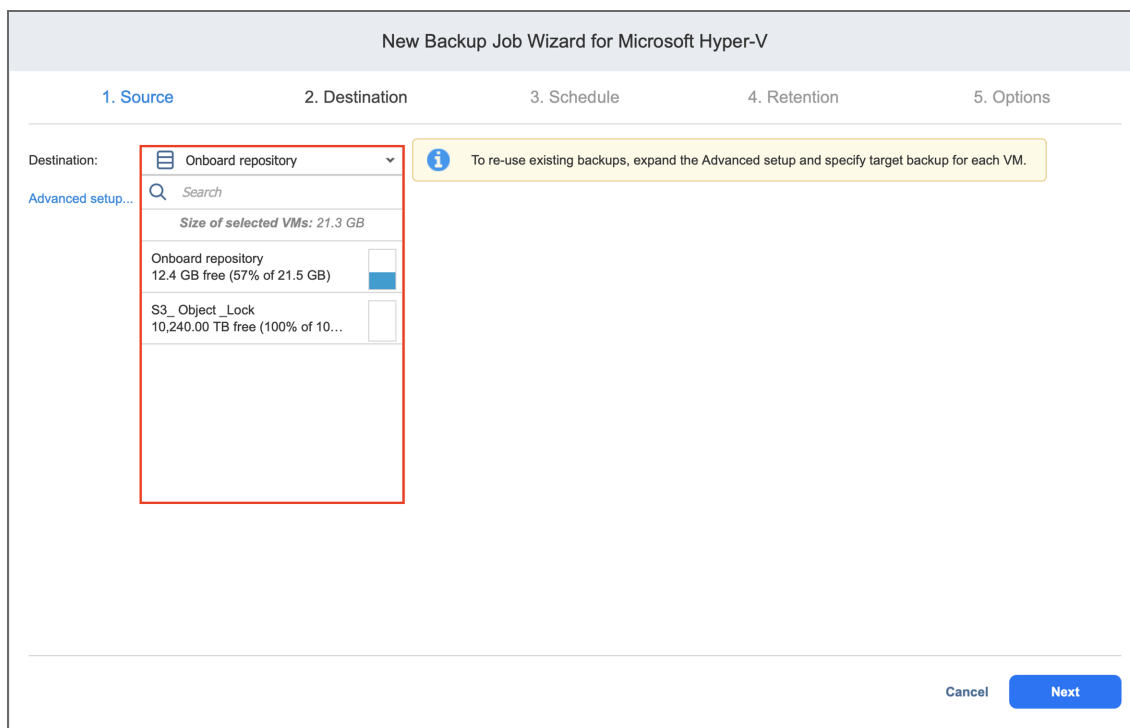 New Backup Job Wizard for Microsoft Hyper-V
1. Source
2. Destination
3. Schedule
4. Retention
5. Options
Destination:
Onboard repository
To re-use existing backups, expand the Advanced setup and specify target backup for each VM.
Advanced setup...
Search
Size of selected VMs: 21.3 GB
Onboard repository
12.4 GB free (57% of 21.5 GB)
S3_ Object _Lock
10,240.00 TB free (100% of 10...
Cancel
Next